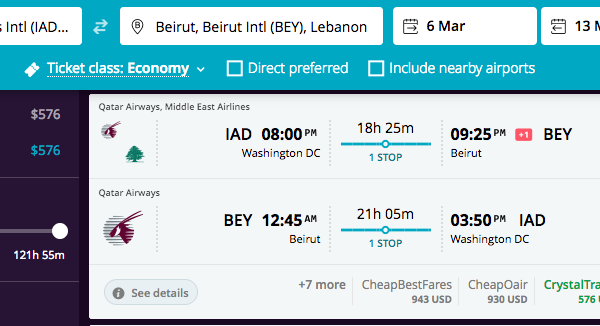 s Intl (IAD...
Beirut, Beirut Intl (BEY), Lebanon
6 Mar
13 M
Ticket class: Economy
Direct preferred
Include nearby airports
$576
$576
121h 55m
Qatar Airways, Middle East Airlines
IAD 08:00 PM
Washington DC
18h 25m
1 STOP
09:25 PM +1 BEY
Beirut
Qatar Airways
BEY 12:45 AM
Beirut
21h 05m
1 STOP
03:50 PM IAD
Washington DC
See details
+7 more
CheapBestFares
943 USD
CheapOair
930 USD
CrystalTra
576 U